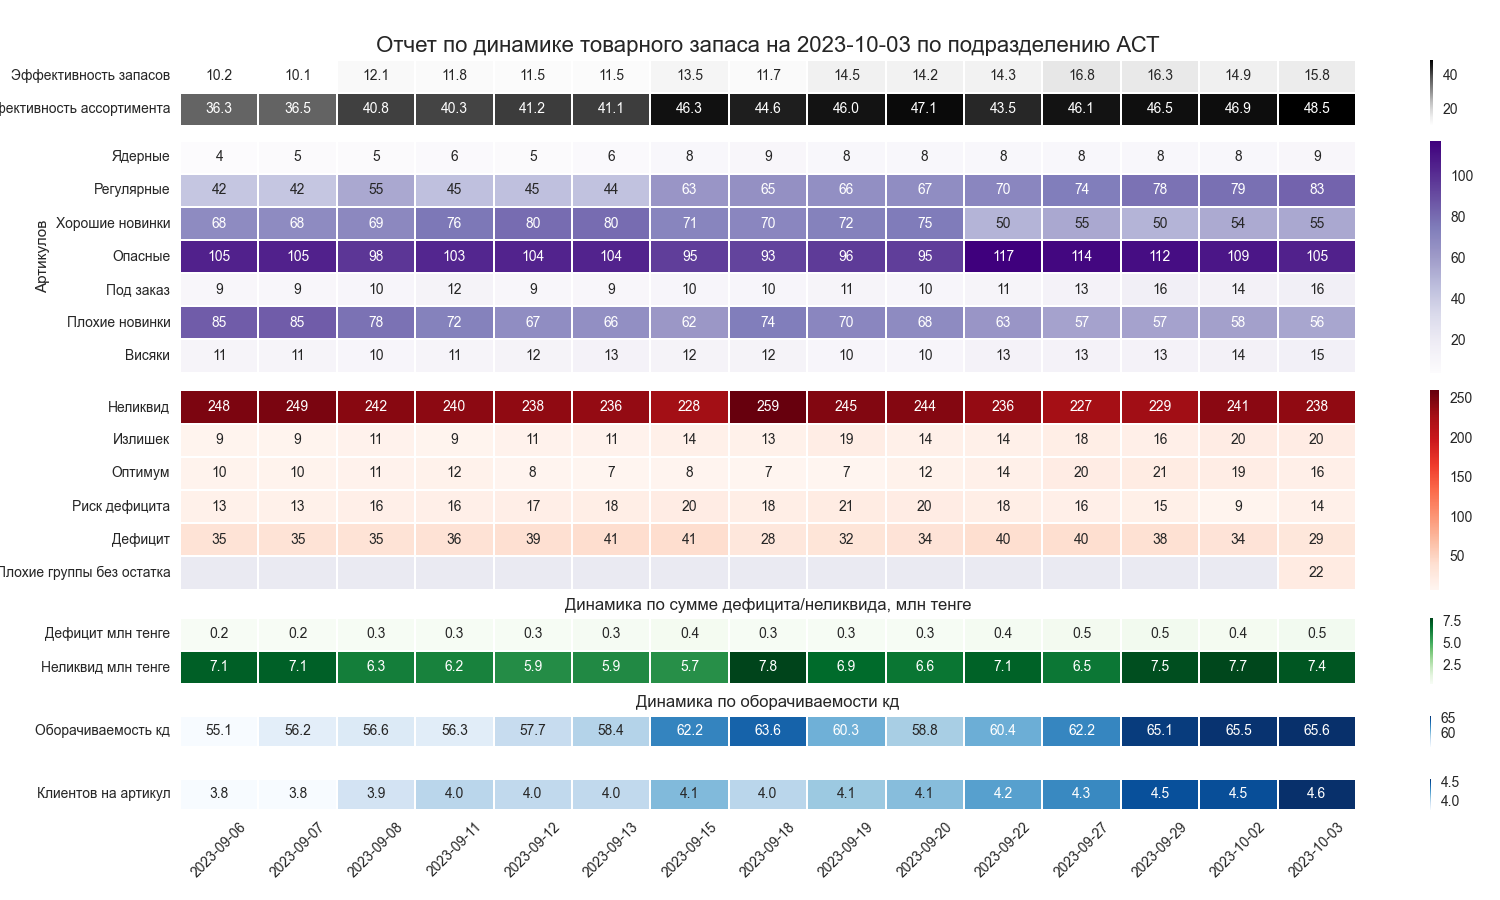 Отчет по динамике товарного запаса на 2023-10-03 по подразделению АСТ
Эффективность запасов 10.2 10.1 12.1 11.8 11.5 11.5 13.5 11.7 14.5 14.2 14.3 16.8 16.3 14.9 15.8
фективность ассортимента 36.3 36.5 40.8 40.3 41.2 41.1 46.3 44.6 46.0 47.1 43.5 46.1 46.5 46.9 48.5
40
20
Артикулов
Ядерные 4 5 5 6 5 6 8 9 8 8 8 8 8 8 9
Регулярные 42 42 55 45 45 44 63 65 66 67 70 74 78 79 83
Хорошие новинки 68 68 69 76 80 80 71 70 72 75 50 55 50 54 55
Опасные 105 105 98 103 104 104 95 93 96 95 117 114 112 109 105
Под заказ 9 9 10 12 9 9 10 10 11 10 11 13 16 14 16
Плохие новинки 85 85 78 72 67 66 62 74 70 68 63 57 57 58 56
Висяки 11 11 10 11 12 13 12 12 10 10 13 13 13 14 15
100
80
60
40
20
Неликвид 248 249 242 240 238 236 228 259 245 244 236 227 229 241 238
Излишек 9 9 11 9 11 11 14 13 19 14 14 18 16 20 20
Оптимум 10 10 11 12 8 7 8 7 7 12 14 20 21 19 16
Риск дефицита 13 13 16 16 17 18 20 18 21 20 18 16 15 9 14
Дефицит 35 35 35 36 39 41 41 28 32 34 40 40 38 34 29
Плохие группы без остатка 22
250
200
150
100
50
Динамика по сумме дефицита/неликвида, млн тенге
Дефицит млн тенге 0.2 0.2 0.3 0.3 0.3 0.3 0.4 0.3 0.3 0.3 0.4 0.5 0.5 0.4 0.5
Неликвид млн тенге 7.1 7.1 6.3 6.2 5.9 5.9 5.7 7.8 6.9 6.6 7.1 6.5 7.5 7.7 7.4
7.5
5.0
2.5
Динамика по оборачиваемости кд
Оборачиваемость кд 55.1 56.2 56.6 56.3 57.7 58.4 62.2 63.6 60.3 58.8 60.4 62.2 65.1 65.5 65.6
65
60
Клиентов на артикул 3.8 3.8 3.9 4.0 4.0 4.0 4.1 4.0 4.1 4.1 4.2 4.3 4.5 4.5 4.6
4.5
4.0
2023-09-06 2023-09-07 2023-09-08 2023-09-11 2023-09-12 2023-09-13 2023-09-15 2023-09-18 2023-09-19 2023-09-20 2023-09-22 2023-09-27 2023-09-29 2023-10-02 2023-10-03